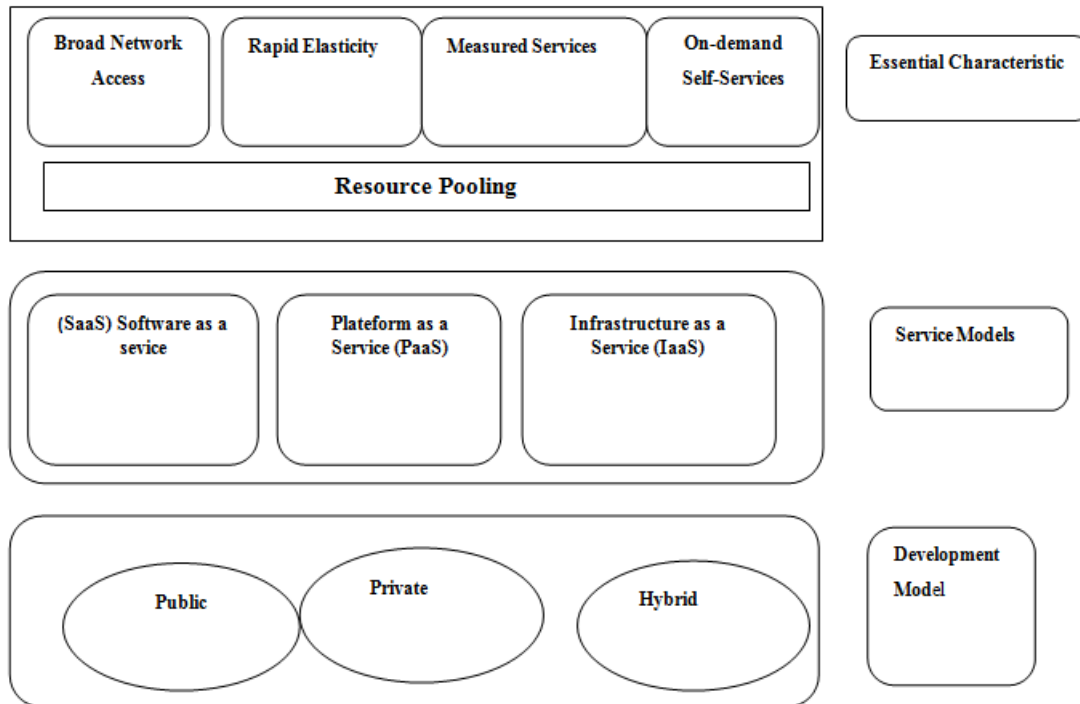 Broad Network
Access
Rapid Elasticity
Measured Services
On-demand
Self-Services
Essential Characteristic
Resource Pooling
(SaaS) Software as a
sevice
Plateform as a
Service (PaaS)
Infrastructure as a
Service (IaaS)
Service Models
Public
Private
Hybrid
Development
Model